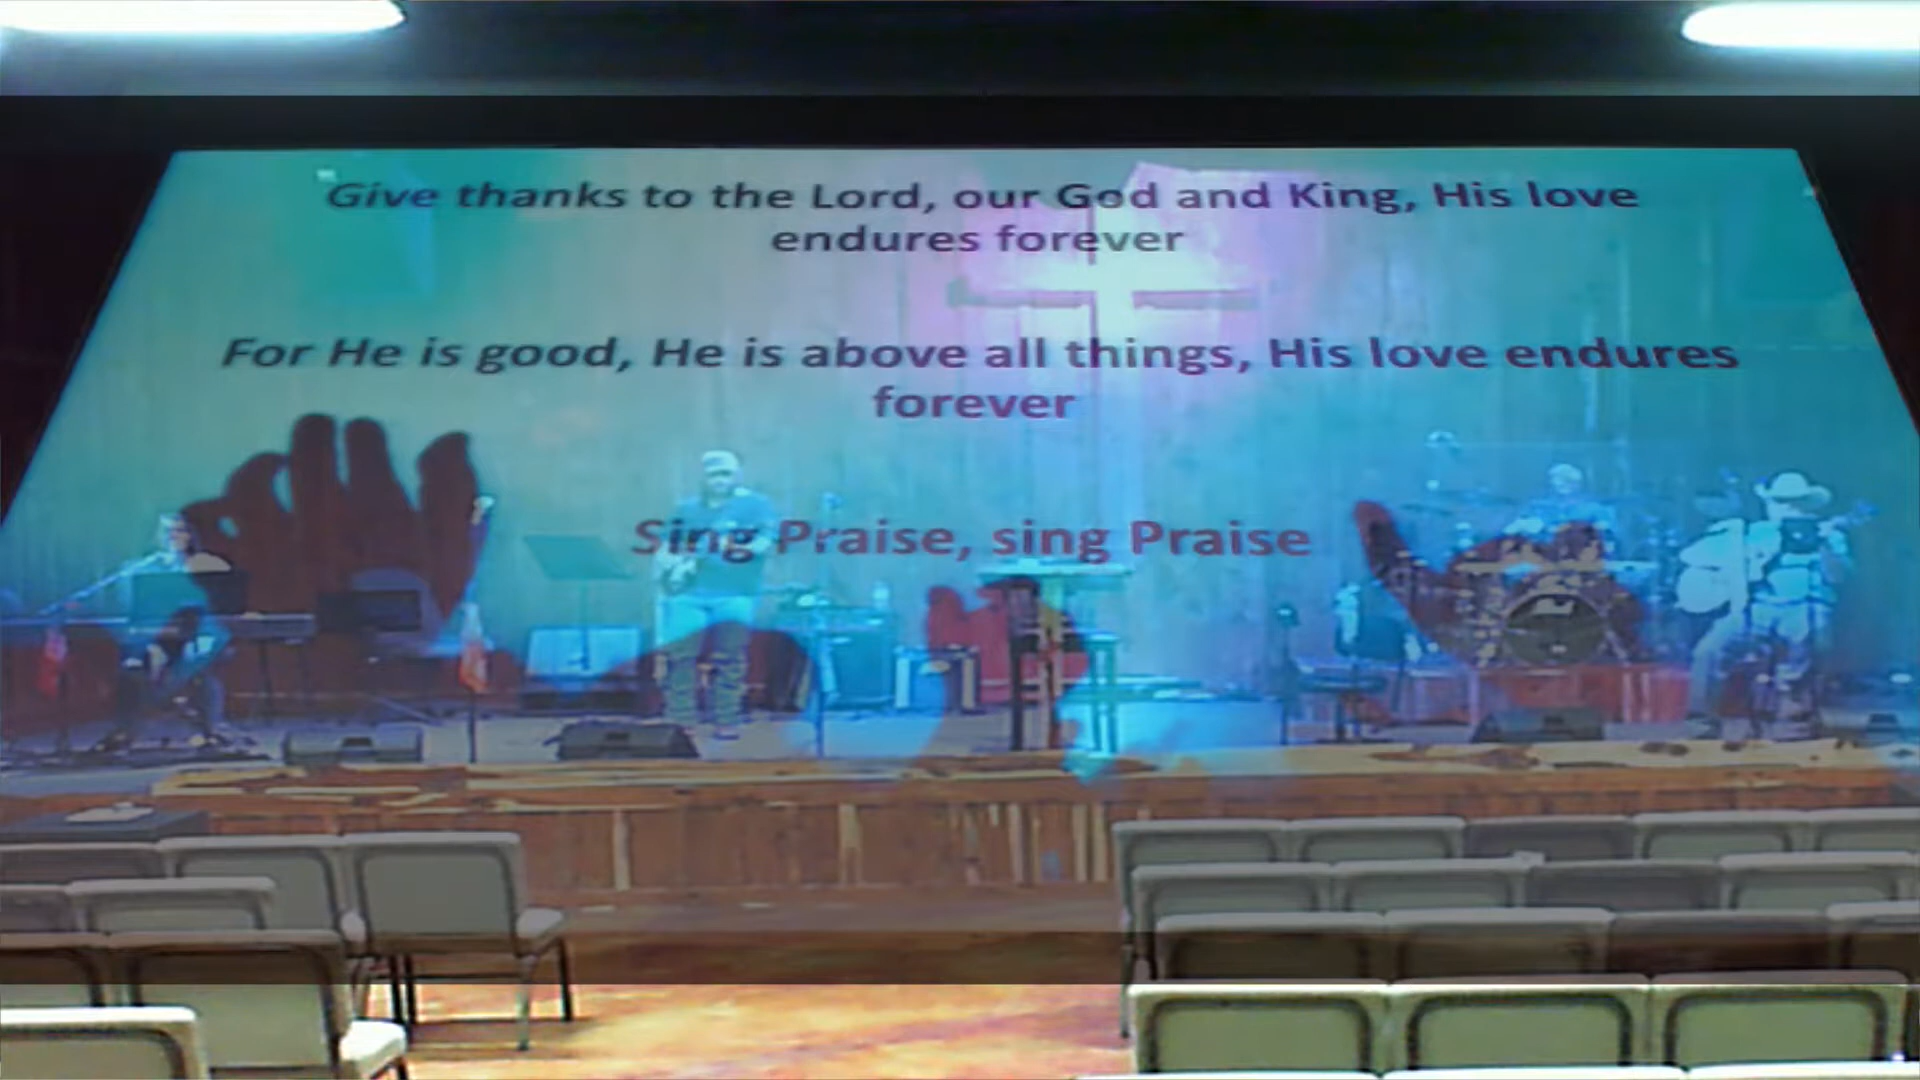 Give thanks to the Lord, our God and King, His love
endures forever
For He is good, He is above all things, His love endures
forever
Sing Praise, sing Praise